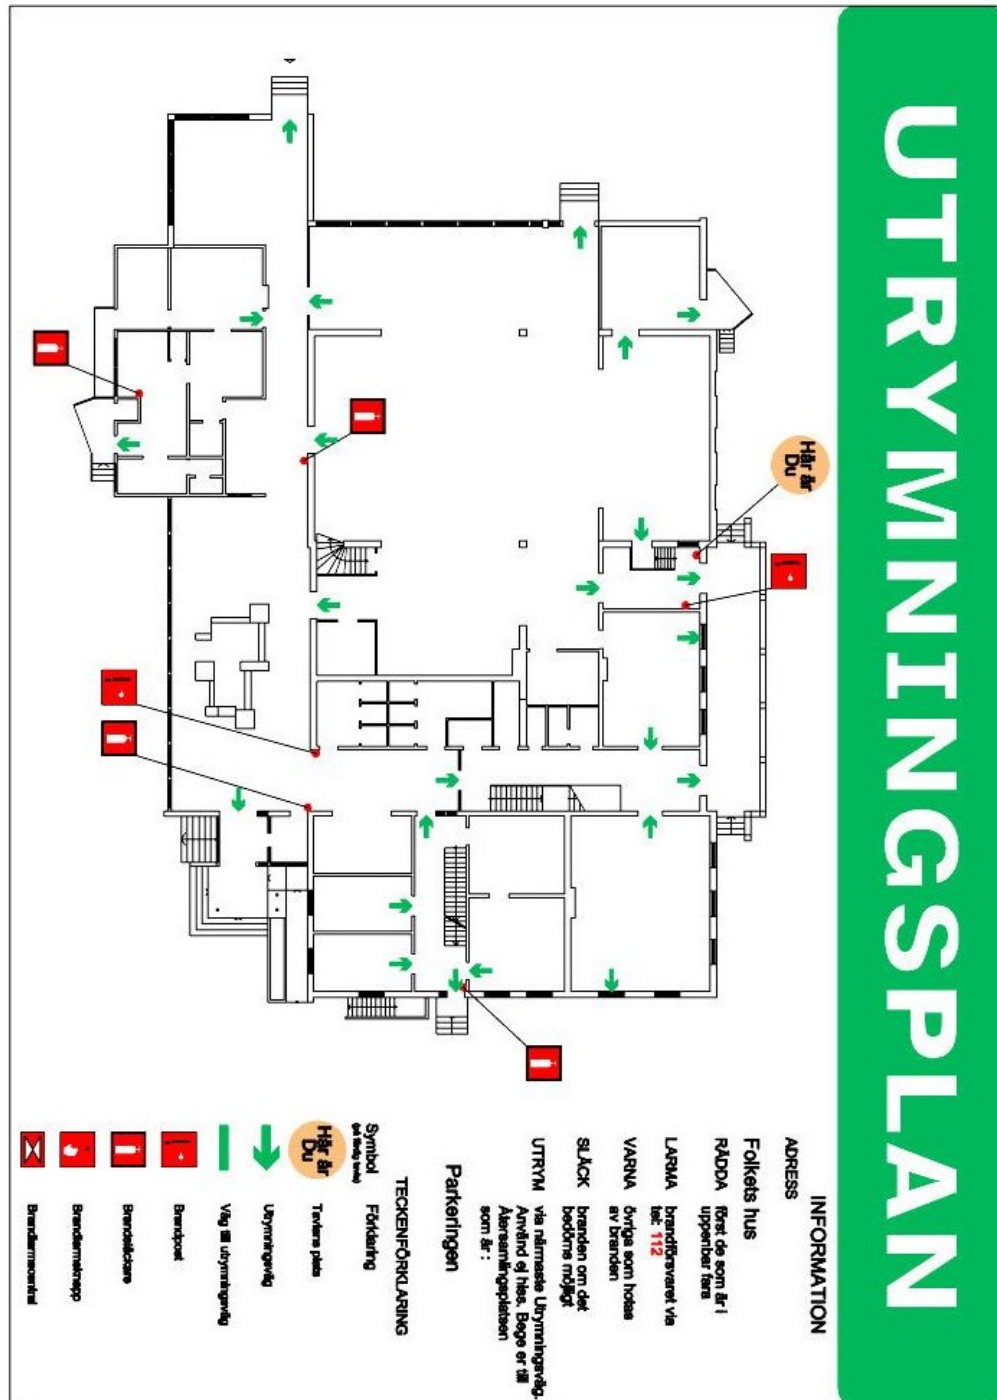 UTRYMNINGSPLAN
Här är
Du
INFORMATION
ADRESS
Folkets hus
RÄDDA först de som är i
uppenbar fara
LARMA brandförsvaret via
tel: 112
VARNA övriga som hotas
av branden
SLÄCK branden om det
bedöms möjligt
UTRYM via närmaste Utrymningsväg.
Använd ej hiss. Bege er till
Återsamlingsplatsen
som är :
Parkeringen
TECKENFÖRKLARING
Symbol Förklaring
Här är
Du
Tavlans plats
Utrymningsväg
Väg till utrymningsväg
Brandpost
Brandsläckare
Brandlarmsknapp
Brandlarmscentral